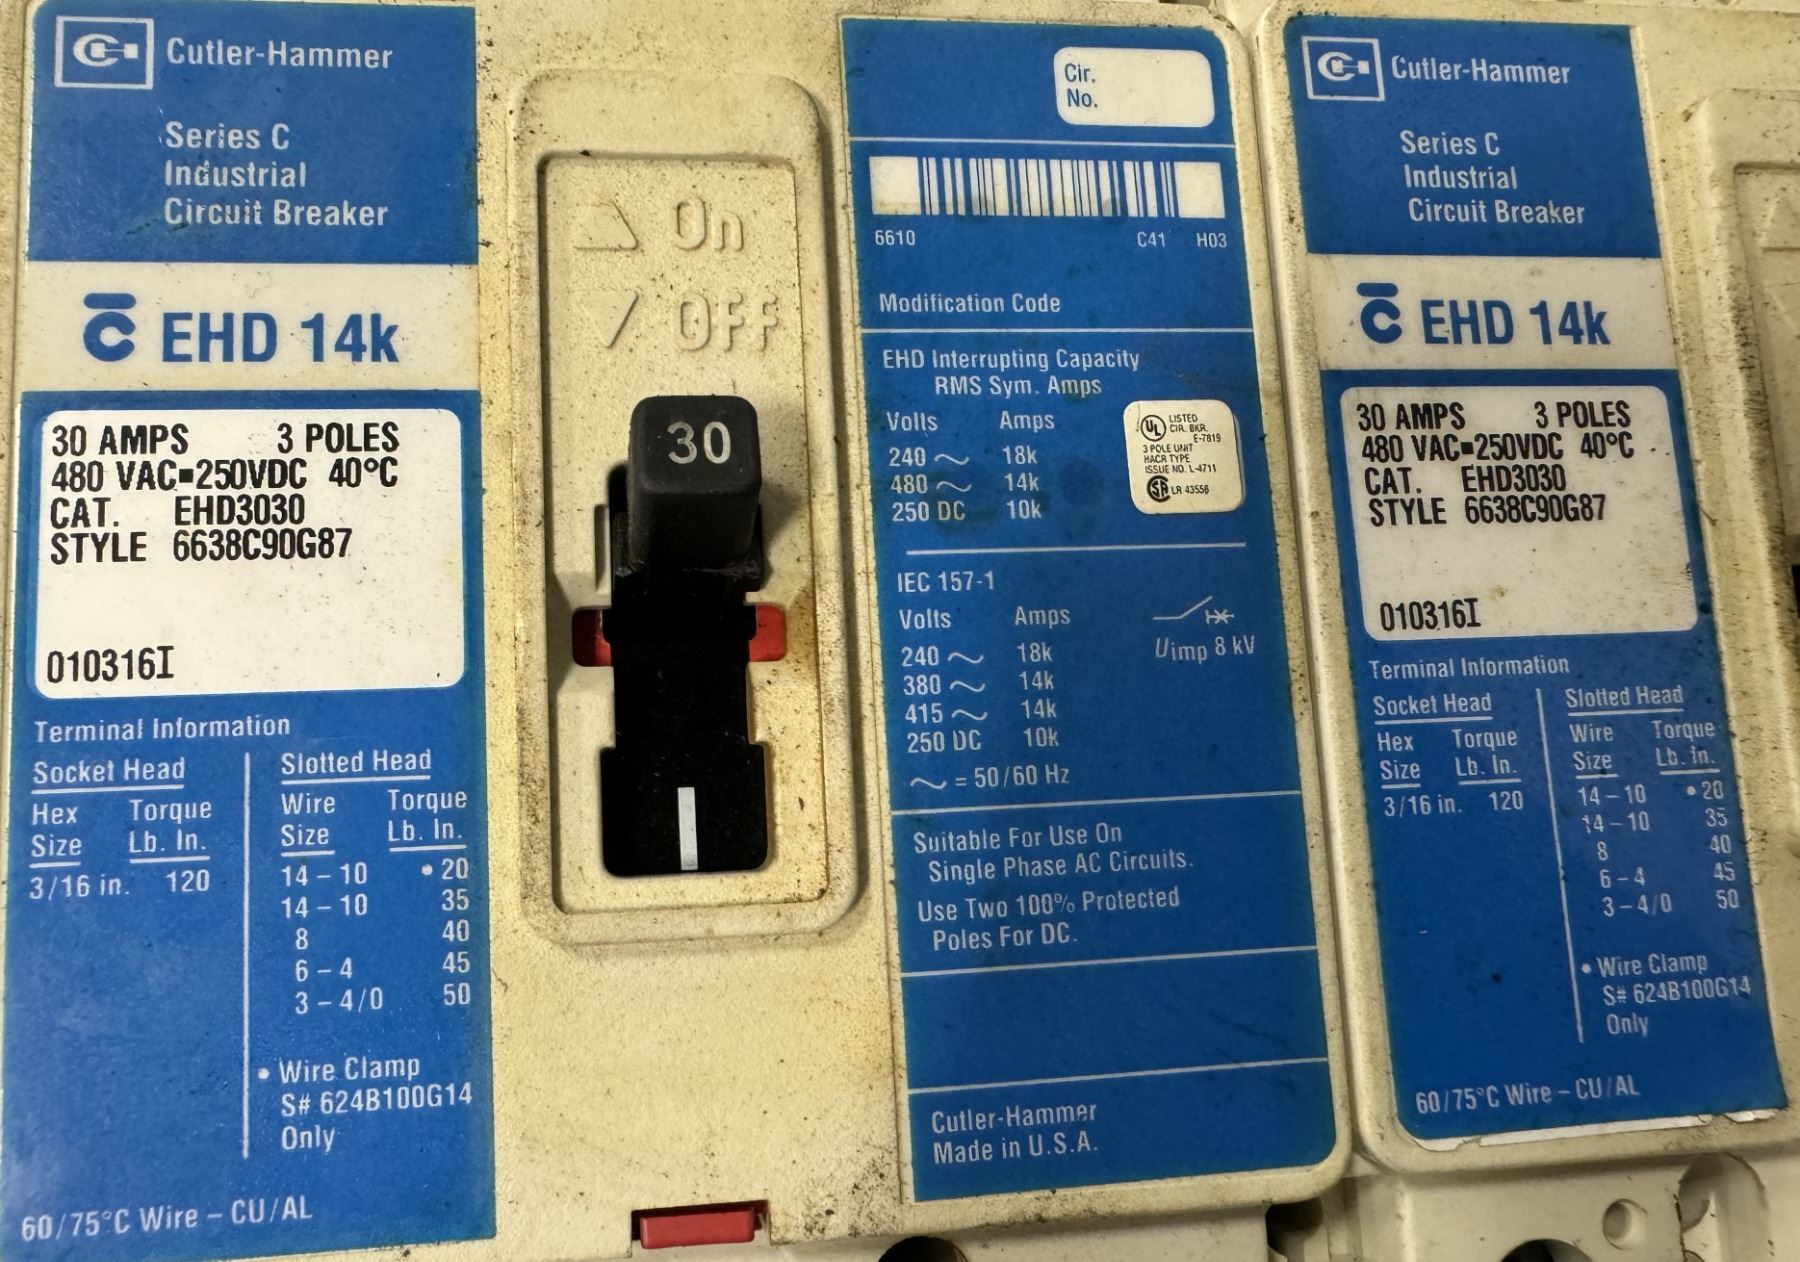 Cutler-Hammer
Series C
Industrial
Circuit Breaker
EHD 14k
30 AMPS 3 POLES
480 VAC▪250VDC 40°C
CAT. EHD3030
STYLE 6638C90G87
010316I
Terminal Information
Socket Head
Hex Torque
Size Lb. In.
3/16 in. 120
Slotted Head
Wire Torque
Size Lb. In.
14 – 10 • 20
14 – 10 35
8 40
6 – 4 45
3 – 4/0 50
• Wire Clamp
S# 624B100G14
Only
60/75°C Wire – CU/AL
On
OFF
30
Cir.
No.
6610 C41 H03
Modification Code
EHD Interrupting Capacity
RMS Sym. Amps
Volts Amps
240 ~ 18k
480 ~ 14k
250 DC 10k
UL LISTED
CIR. BKR.
E-7819
3 POLE UNIT
HACR TYPE
ISSUE NO. L-4711
SA LR 43556
IEC 157-1
Volts Amps
240 ~ 18k
380 ~ 14k
415 ~ 14k
250 DC 10k
~ = 50/60 Hz
Uimp 8 kV
Suitable For Use On
Single Phase AC Circuits.
Use Two 100% Protected
Poles For DC.
Cutler-Hammer
Made in U.S.A.
Cutler-Hammer
Series C
Industrial
Circuit Breaker
EHD 14k
30 AMPS 3 POLES
480 VAC▪250VDC 40°C
CAT. EHD3030
STYLE 6638C90G87
010316I
Terminal Information
Socket Head
Hex Torque
Size Lb. In.
3/16 in. 120
Slotted Head
Wire Torque
Size Lb. In.
14 – 10 • 20
14 – 10 35
8 40
6 – 4 45
3 – 4/0 50
• Wire Clamp
S# 624B100G14
Only
60/75°C Wire – CU/AL